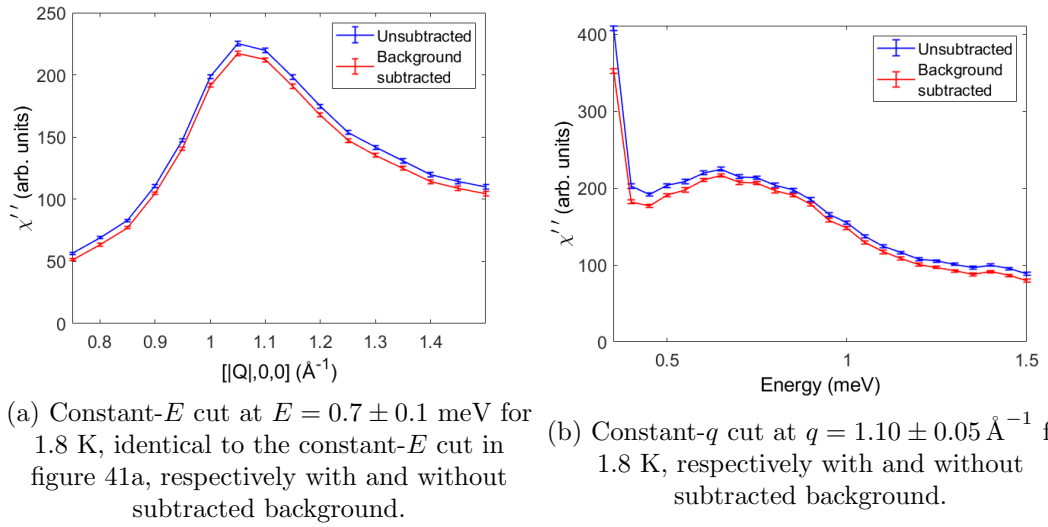 250
200
150
100
50
0
χ'' (arb. units)
Unsubtracted
Background
subtracted
0.8 0.9 1 1.1 1.2 1.3 1.4
[|Q|,0,0] (Å-1)
400
300
200
100
0
χ'' (arb. units)
Unsubtracted
Background
subtracted
0.5 1 1.5
Energy (meV)
(a) Constant-E cut at E = 0.7 ± 0.1 meV for
1.8 K, identical to the constant-E cut in
figure 41a, respectively with and without
subtracted background.
(b) Constant-q cut at q = 1.10 ± 0.05 Å−1 f
1.8 K, respectively with and without
subtracted background.